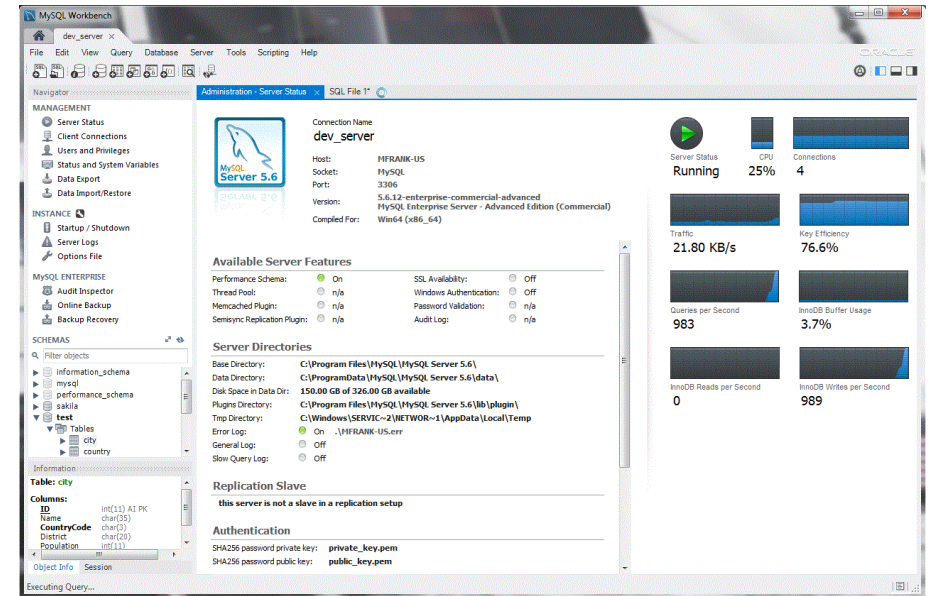 MySQL Workbench
dev_server ×
File Edit View Query Database Server Tools Scripting Help
ORACLE
Navigator
MANAGEMENT
Server Status
Client Connections
Users and Privileges
Status and System Variables
Data Export
Data Import/Restore
INSTANCE
Startup / Shutdown
Server Logs
Options File
MySQL ENTERPRISE
Audit Inspector
Online Backup
Backup Recovery
SCHEMAS
Filter objects
information_schema
mysql
performance_schema
sakila
test
Tables
city
country
Information
Table: city
Columns:
ID int(11) AI PK
Name char(35)
CountryCode char(3)
District char(20)
Population int(11)
Object Info Session
Executing Query...
Administration - Server Status × SQL File 1*
MySQL
Server 5.6
Connection Name
dev_server
Host: MFRANK-US
Socket: MySQL
Port: 3306
Version: 5.6.12-enterprise-commercial-advanced
MySQL Enterprise Server - Advanced Edition (Commercial)
Compiled For: Win64 (x86_64)
Available Server Features
Performance Schema: On SSL Availability: Off
Thread Pool: n/a Windows Authentication: Off
Memcached Plugin: n/a Password Validation: n/a
Semisync Replication Plugin: n/a Audit Log: n/a
Server Directories
Base Directory: C:\Program Files\MySQL\MySQL Server 5.6\
Data Directory: C:\ProgramData\MySQL\MySQL Server 5.6\data\
Disk Space in Data Dir: 150.00 GB of 326.00 GB available
Plugins Directory: C:\Program Files\MySQL\MySQL Server 5.6\lib\plugin\
Tmp Directory: C:\Windows\SERVIC~2\NETWOR~1\AppData\Local\Temp
Error Log: On .\MFRANK-US.err
General Log: Off
Slow Query Log: Off
Replication Slave
this server is not a slave in a replication setup
Authentication
SHA256 password private key: private_key.pem
SHA256 password public key: public_key.pem
Server Status CPU Connections
Running 25% 4
Traffic Key Efficiency
21.80 KB/s 76.6%
Queries per Second InnoDB Buffer Usage
983 3.7%
InnoDB Reads per Second InnoDB Writes per Second
0 989